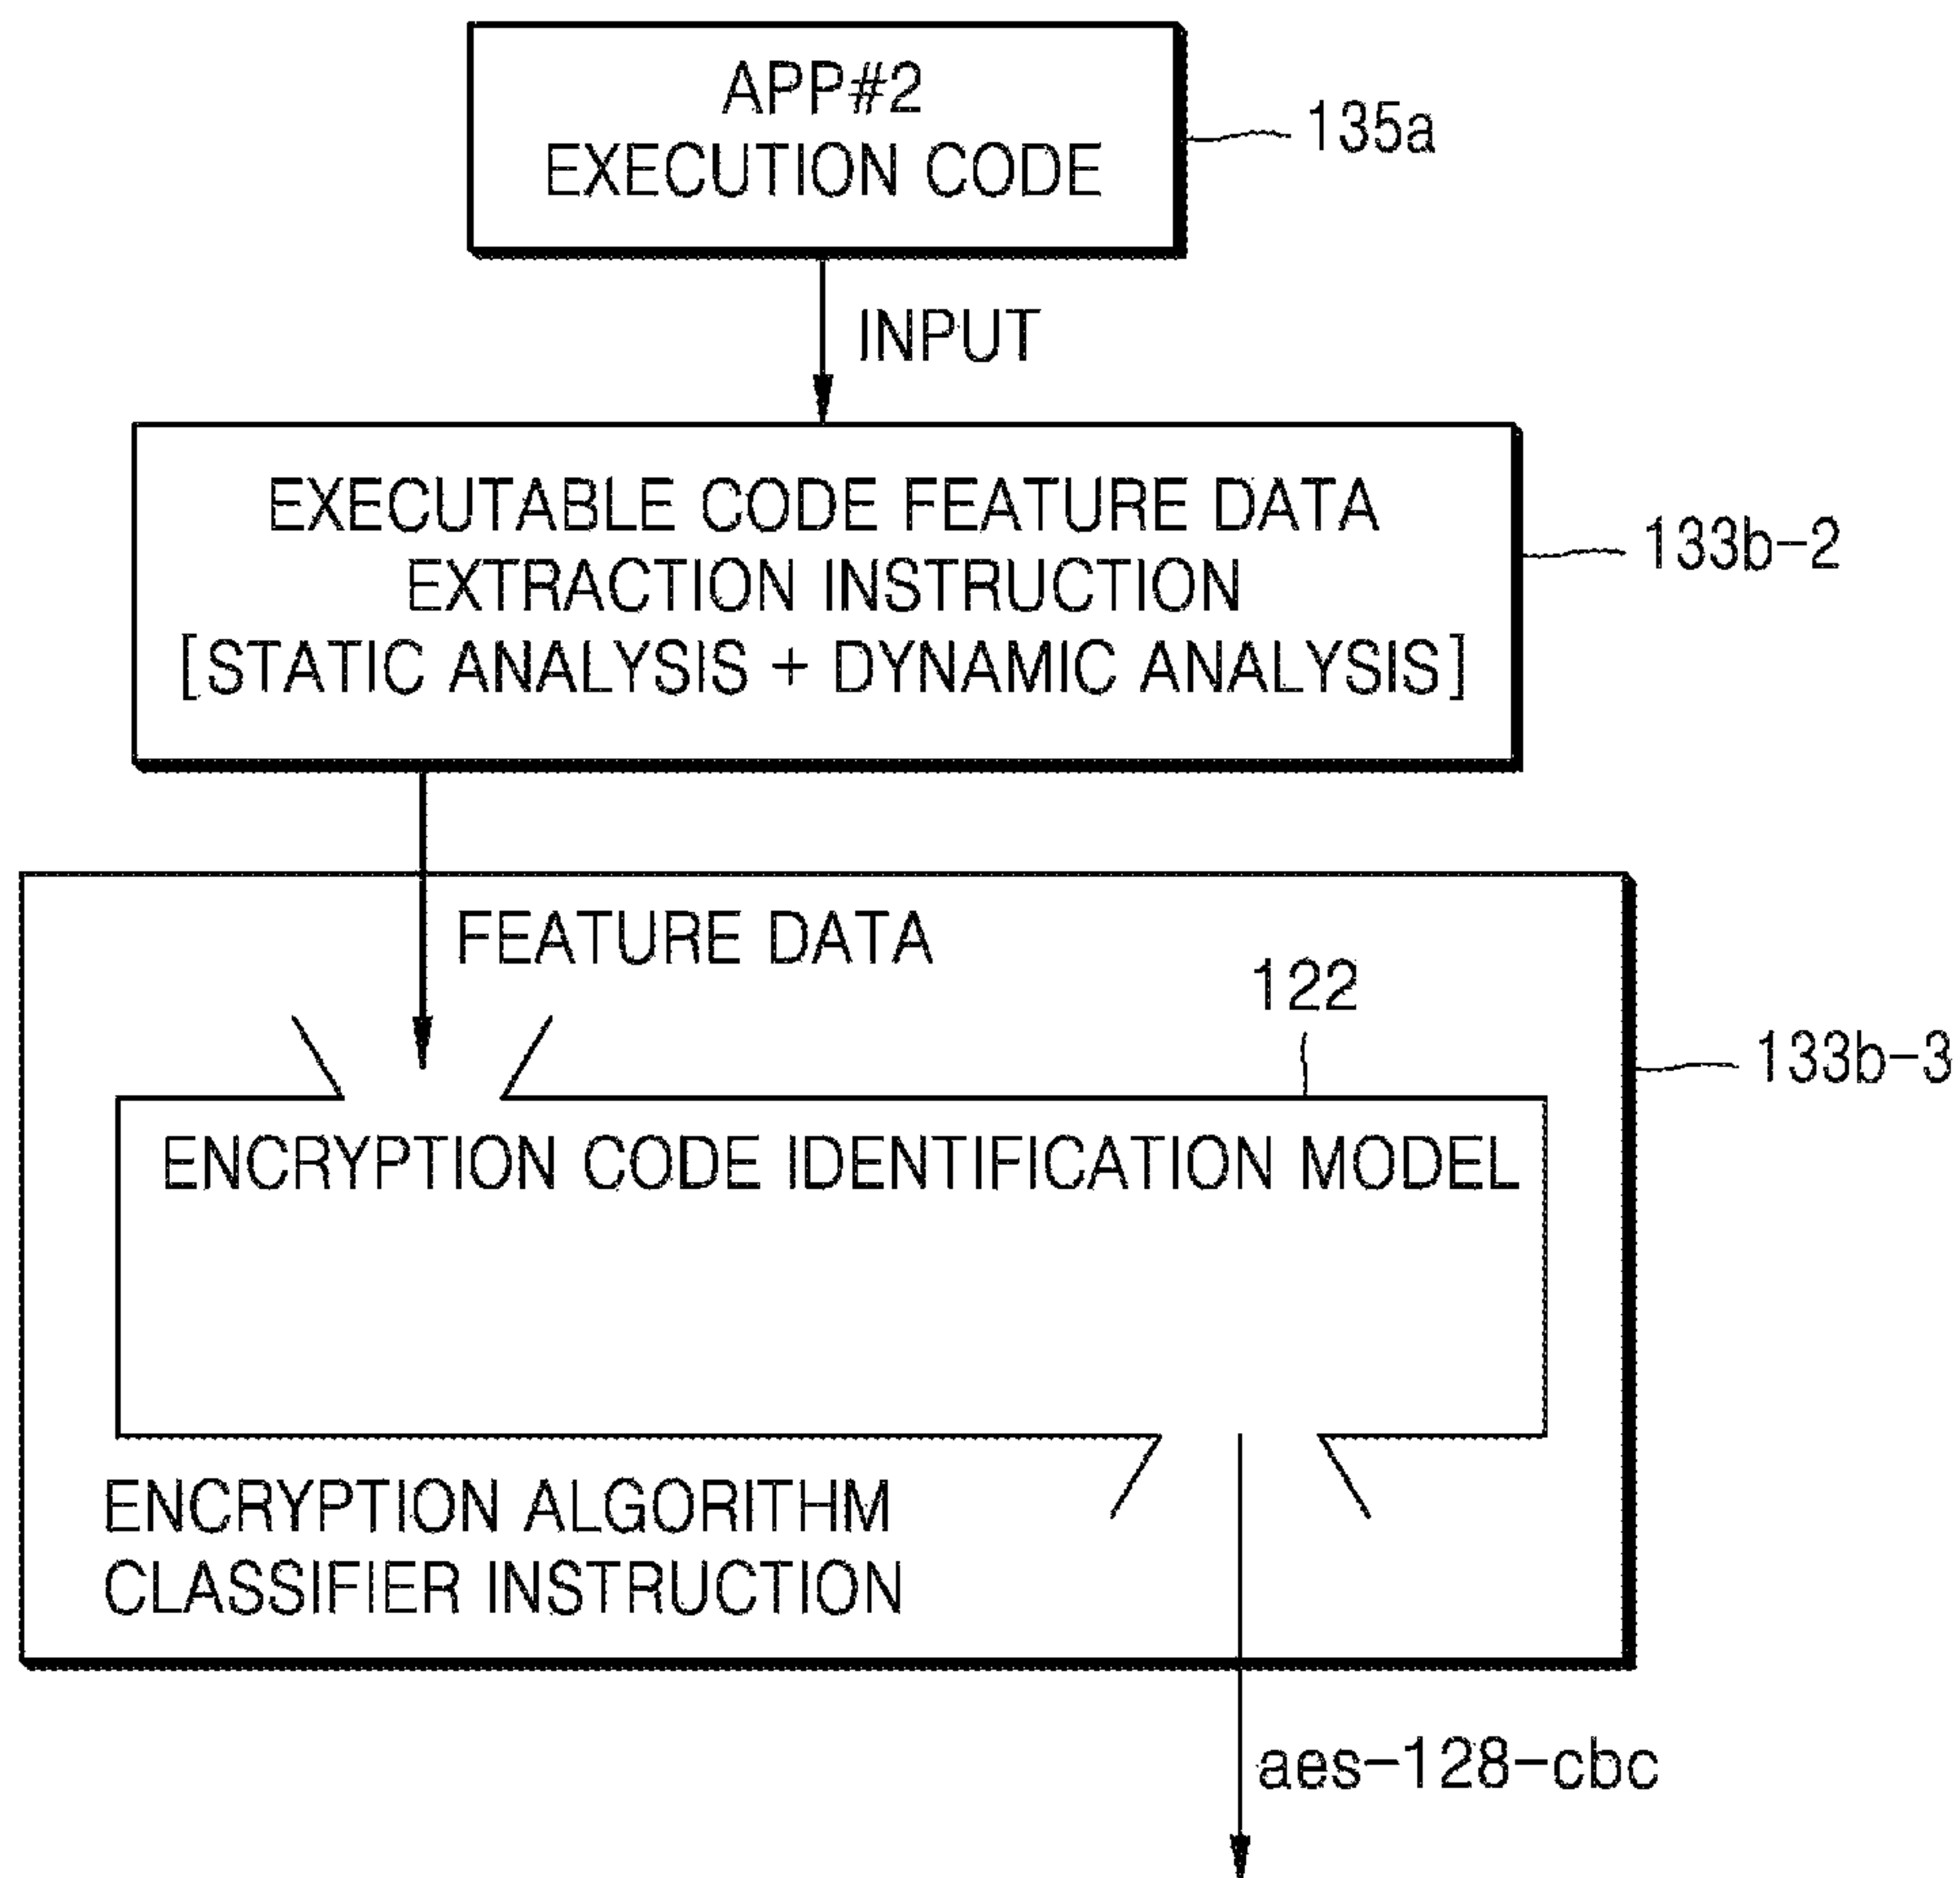 APP#2
EXECUTION CODE
135a
INPUT
EXECUTABLE CODE FEATURE DATA
EXTRACTION INSTRUCTION
[STATIC ANALYSIS + DYNAMIC ANALYSIS]
133b-2
FEATURE DATA
122
133b-3
ENCRYPTION CODE IDENTIFICATION MODEL
ENCRYPTION ALGORITHM
CLASSIFIER INSTRUCTION
aes-128-cbc